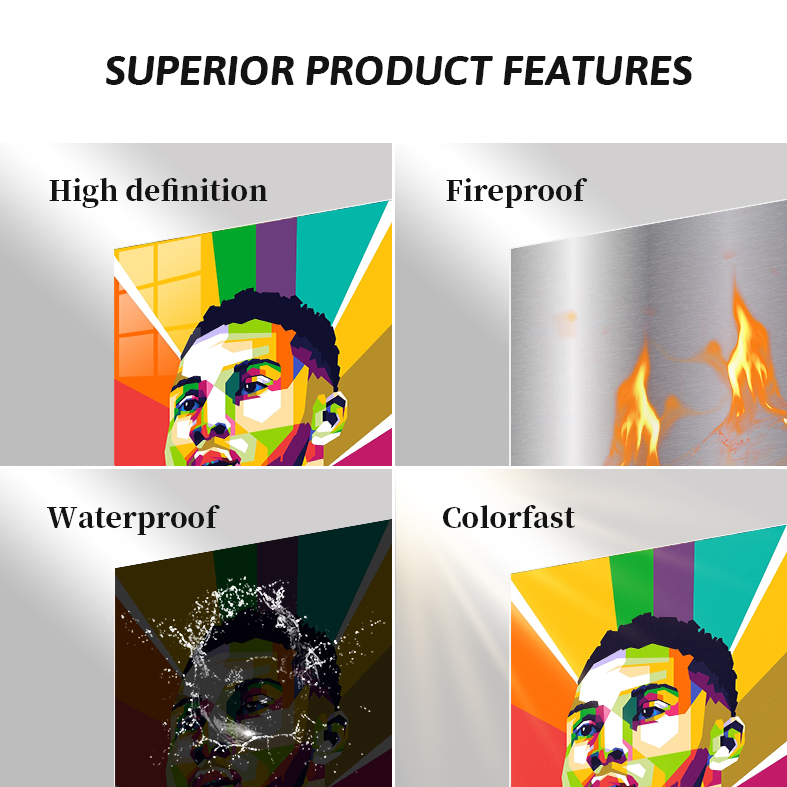 SUPERIOR PRODUCT FEATURES
High definition
Fireproof
Waterproof
Colorfast